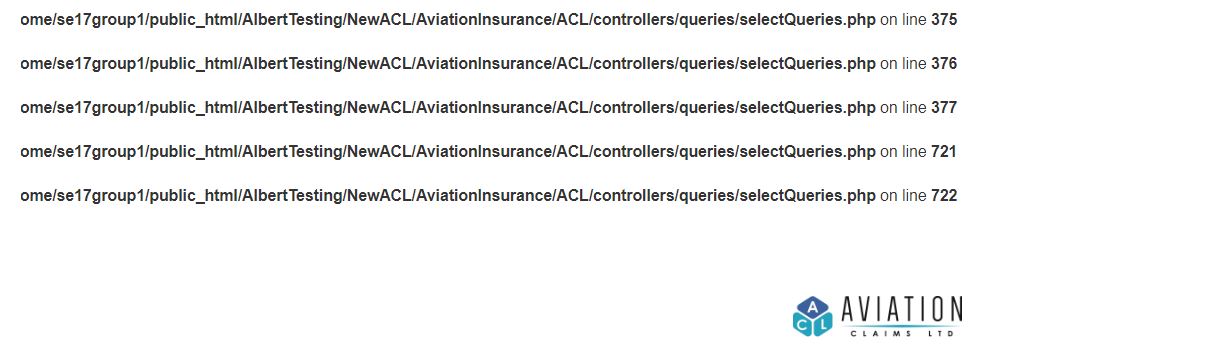 ome/se17group1/public_html/AlbertTesting/NewACL/AviationInsurance/ACL/controllers/queries/selectQueries.php on line 375
ome/se17group1/public_html/AlbertTesting/NewACL/AviationInsurance/ACL/controllers/queries/selectQueries.php on line 376
ome/se17group1/public_html/AlbertTesting/NewACL/AviationInsurance/ACL/controllers/queries/selectQueries.php on line 377
ome/se17group1/public_html/AlbertTesting/NewACL/AviationInsurance/ACL/controllers/queries/selectQueries.php on line 721
ome/se17group1/public_html/AlbertTesting/NewACL/AviationInsurance/ACL/controllers/queries/selectQueries.php on line 722
A
C L
AVIATION
CLAIMS LTD